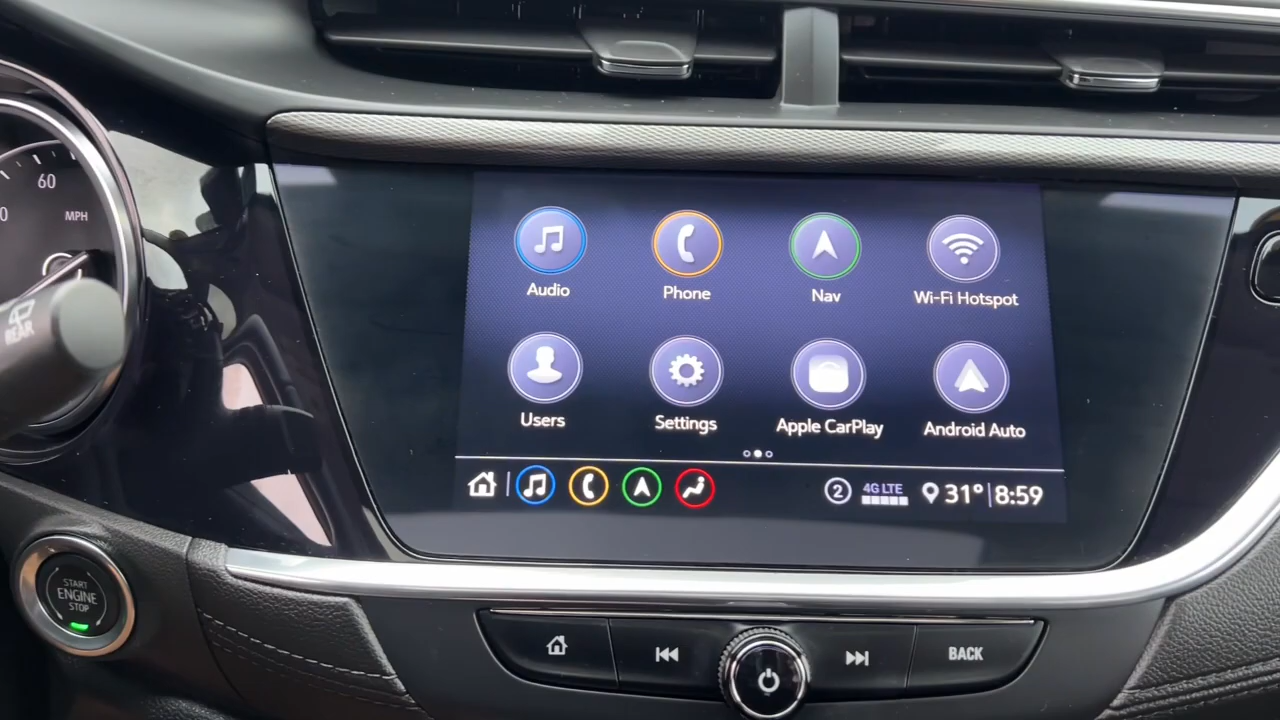 60
MPH
REAR
Audio
Phone
Nav
Wi-Fi Hotspot
Users
Settings
Apple CarPlay
Android Auto
2
4G LTE
31°
8:59
START
ENGINE
STOP
BACK